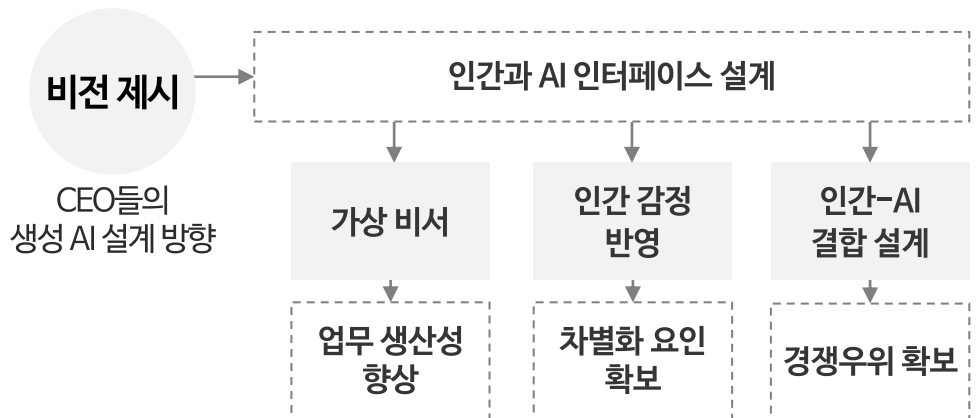 비전 제시
CEO들의
생성 AI 설계 방향
인간과 AI 인터페이스 설계
가상 비서
인간 감정
반영
인간-AI
결합 설계
업무 생산성
향상
차별화 요인
확보
경쟁우위 확보